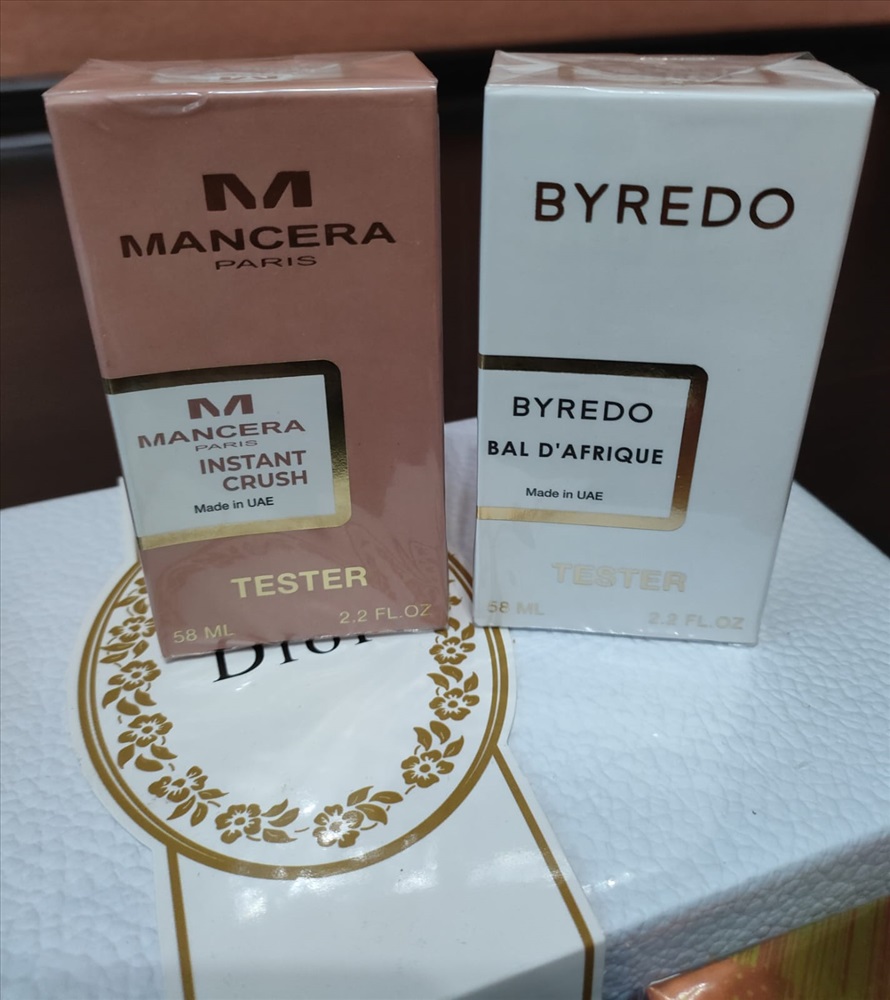 M
MANCERA
PARIS
M
MANCERA
PARIS
INSTANT
CRUSH
Made in UAE
TESTER
58 ML 2.2 FL.OZ
BYREDO
BYREDO
BAL D'AFRIQUE
Made in UAE
TESTER
58 ML 2.2 FL.OZ
Dior